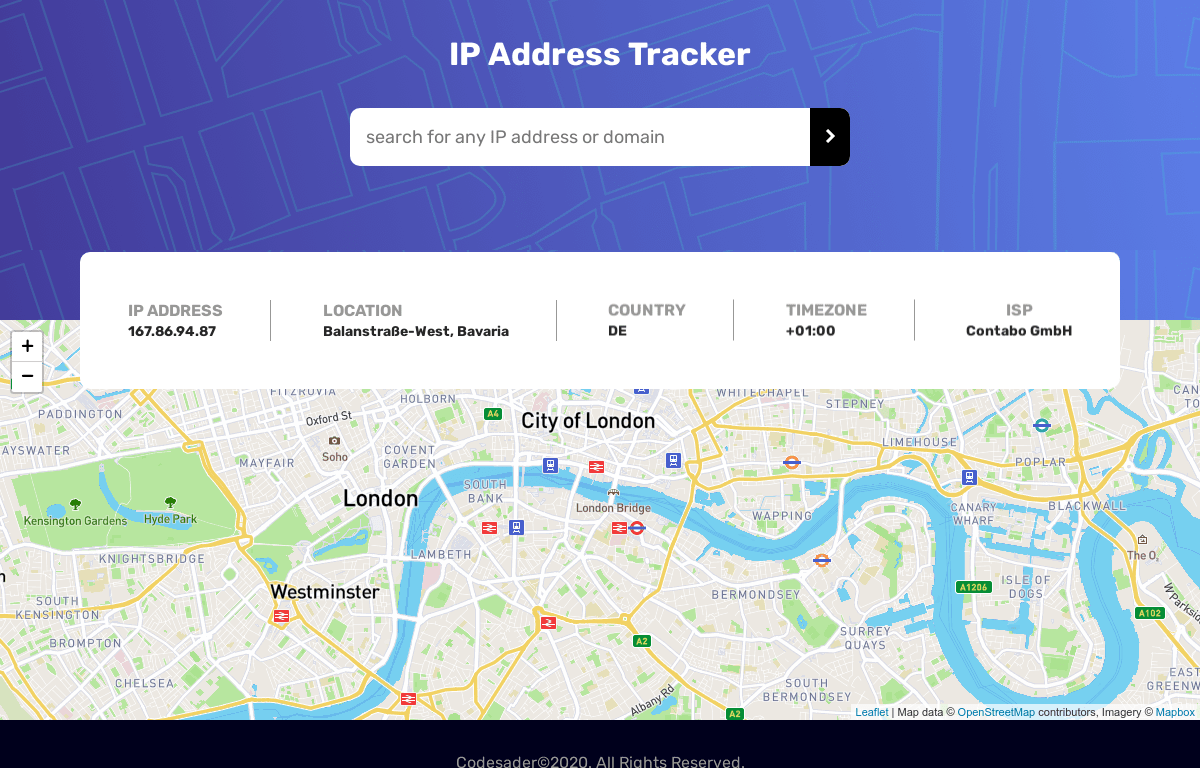 IP Address Tracker
search for any IP address or domain
IP ADDRESS
167.86.94.87
LOCATION
Balanstraße-West, Bavaria
COUNTRY
DE
TIMEZONE
+01:00
ISP
Contabo GmbH
+
−
FITZROVIA
HOLBORN
WHITECHAPEL
STEPNEY
PADDINGTON
Oxford St
A4
City of London
Soho
COVENT
GARDEN
AYSWATER
MAYFAIR
LIMEHOUSE
POPLAR
London
SOUTH
BANK
London Bridge
WAPPING
CANARY
WHARF
BLACKWALL
Kensington Gardens
Hyde Park
KNIGHTSBRIDGE
LAMBETH
The O₂
Westminster
BERMONDSEY
A1206
ISLE OF
DOGS
A102
SOUTH
KENSINGTON
BROMPTON
A2
SURREY
QUAYS
CHELSEA
Albany Rd
SOUTH
BERMONDSEY
A2
Leaflet | Map data © OpenStreetMap contributors, Imagery © Mapbox
Codesader©2020. All Rights Reserved.